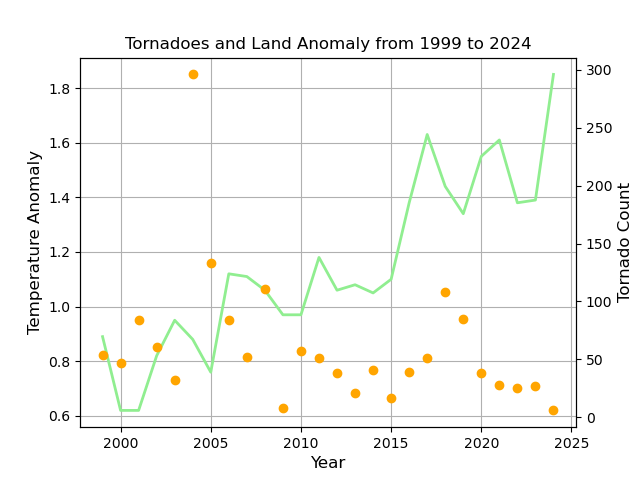 Tornadoes and Land Anomaly from 1999 to 2024
Temperature Anomaly
1.8
1.6
1.4
1.2
1.0
0.8
0.6
300
250
200
150
100
50
0
Tornado Count
2000 2005 2010 2015 2020 2025
Year